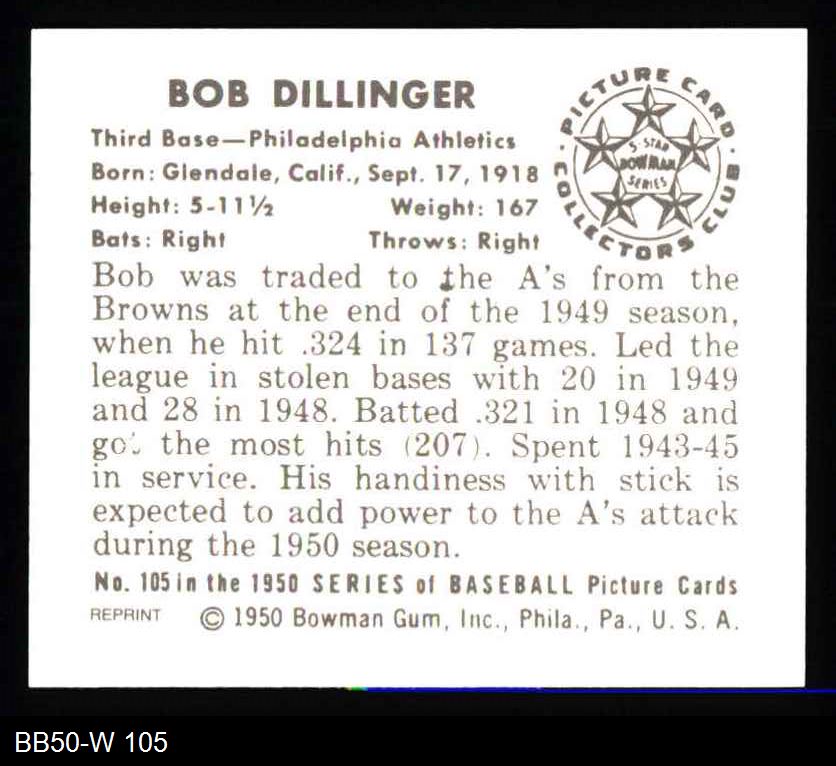 BOB DILLINGER
Third Base—Philadelphia Athletics
Born: Glendale, Calif., Sept. 17, 1918
Height: 5-11½ Weight: 167
Bats: Right Throws: Right
PICTURE CARD
COLLECTORS CLUB
5-STAR
BOWMAN
SERIES
Bob was traded to the A's from the
Browns at the end of the 1949 season,
when he hit .324 in 137 games. Led the
league in stolen bases with 20 in 1949
and 28 in 1948. Batted .321 in 1948 and
got the most hits (207). Spent 1943-45
in service. His handiness with stick is
expected to add power to the A's attack
during the 1950 season.
No. 105 in the 1950 SERIES of BASEBALL Picture Cards
REPRINT © 1950 Bowman Gum, Inc., Phila., Pa., U. S. A.
BB50-W 105